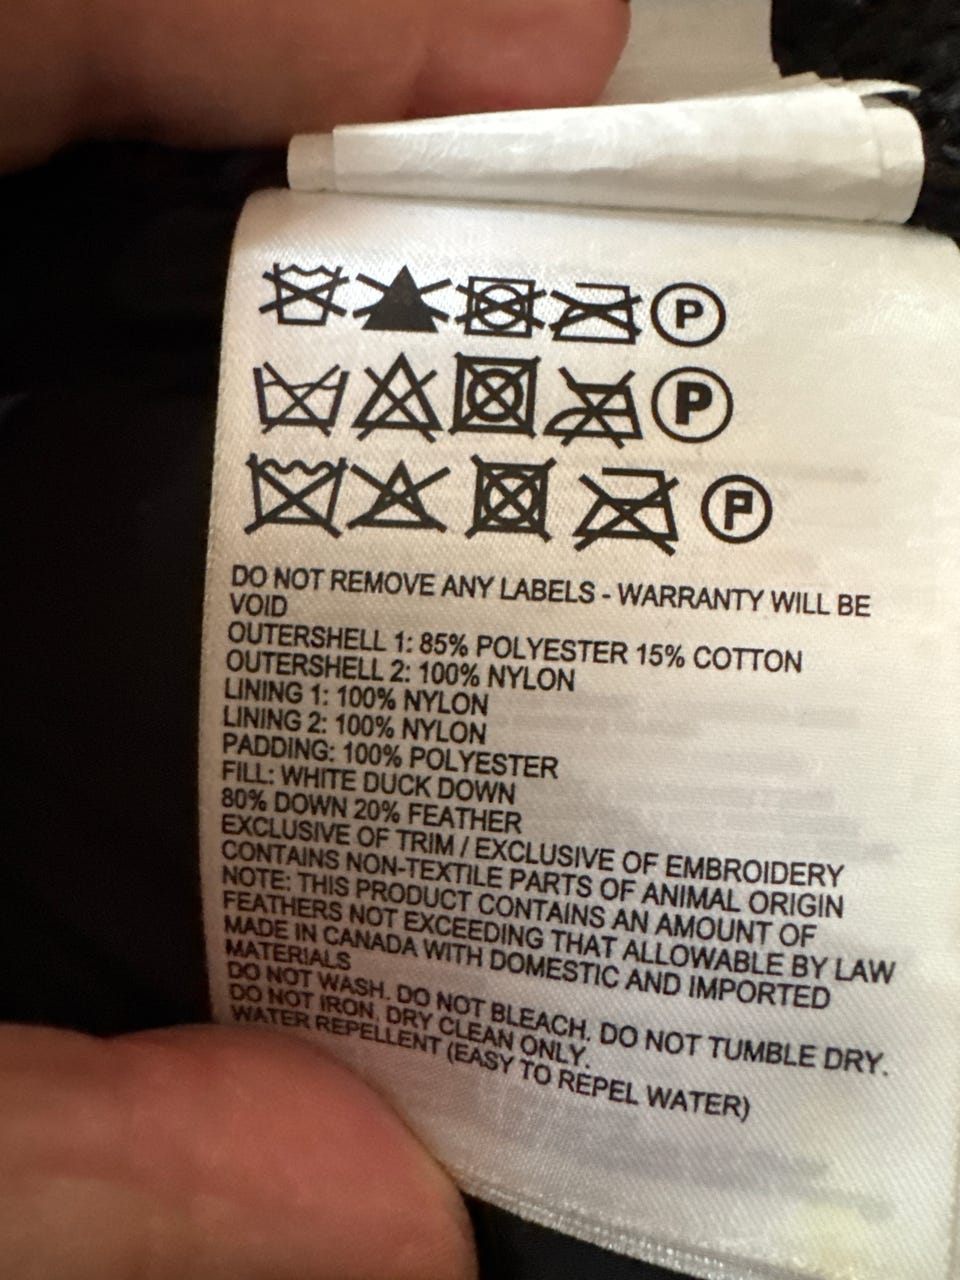 P
P
P
DO NOT REMOVE ANY LABELS - WARRANTY WILL BE
VOID
OUTERSHELL 1: 85% POLYESTER 15% COTTON
OUTERSHELL 2: 100% NYLON
LINING 1: 100% NYLON
LINING 2: 100% NYLON
PADDING: 100% POLYESTER
FILL: WHITE DUCK DOWN
80% DOWN 20% FEATHER
EXCLUSIVE OF TRIM / EXCLUSIVE OF EMBROIDERY
CONTAINS NON-TEXTILE PARTS OF ANIMAL ORIGIN
NOTE: THIS PRODUCT CONTAINS AN AMOUNT OF
FEATHERS NOT EXCEEDING THAT ALLOWABLE BY LAW
MADE IN CANADA WITH DOMESTIC AND IMPORTED
MATERIALS
DO NOT WASH. DO NOT BLEACH. DO NOT TUMBLE DRY.
DO NOT IRON. DRY CLEAN ONLY.
WATER REPELLENT (EASY TO REPEL WATER)